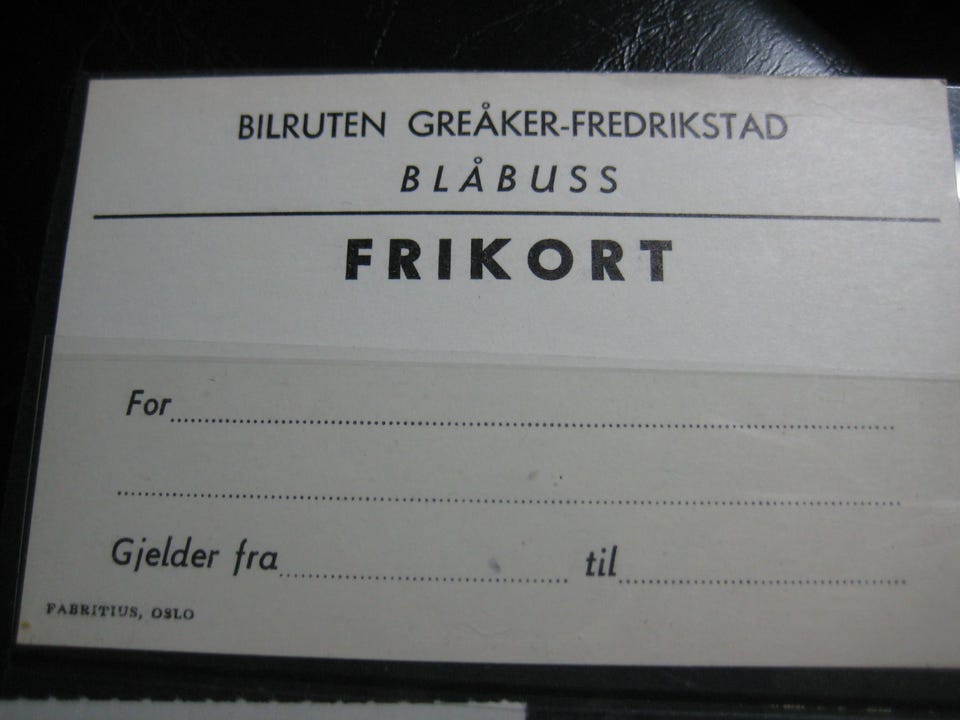 BILRUTEN GREÅKER-FREDRIKSTAD
BLÅBUSS
FRIKORT
For
Gjelder fra til
FABRITIUS, OSLO